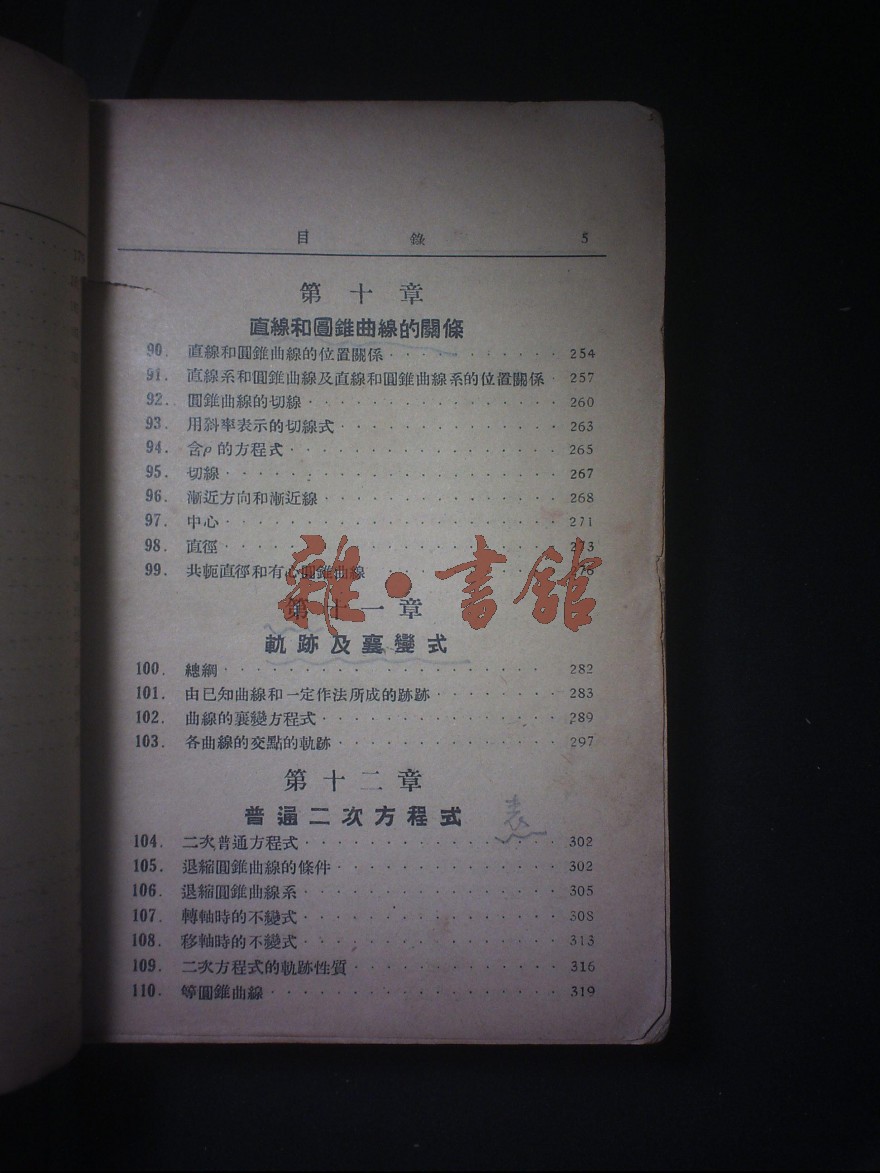 目錄 5
第十章
直線和圓錐曲線的關係
90. 直線和圓錐曲線的位置關係 254
91. 直線系和圓錐曲線及直線和圓錐曲線系的位置關係 257
92. 圓錐曲線的切線 260
93. 用斜率表示的切線式 263
94. 含ρ的方程式 265
95. 切線 267
96. 漸近方向和漸近線 268
97. 中心 271
98. 直徑
99. 共軛直徑和有心圓錐曲線
雜·書館
第十一章
軌跡及襄變式
100. 總綱 282
101. 由已知曲線和一定作法所成的跡跡 283
102. 曲線的襄變方程式 289
103. 各曲線的交點的軌跡 297
第十二章
普通二次方程式
104. 二次普通方程式 302
105. 退縮圓錐曲線的條件 302
106. 退縮圓錐曲線系 305
107. 轉軸時的不變式 308
108. 移軸時的不變式 313
109. 二次方程式的軌跡性質 316
110. 等圓錐曲線 319